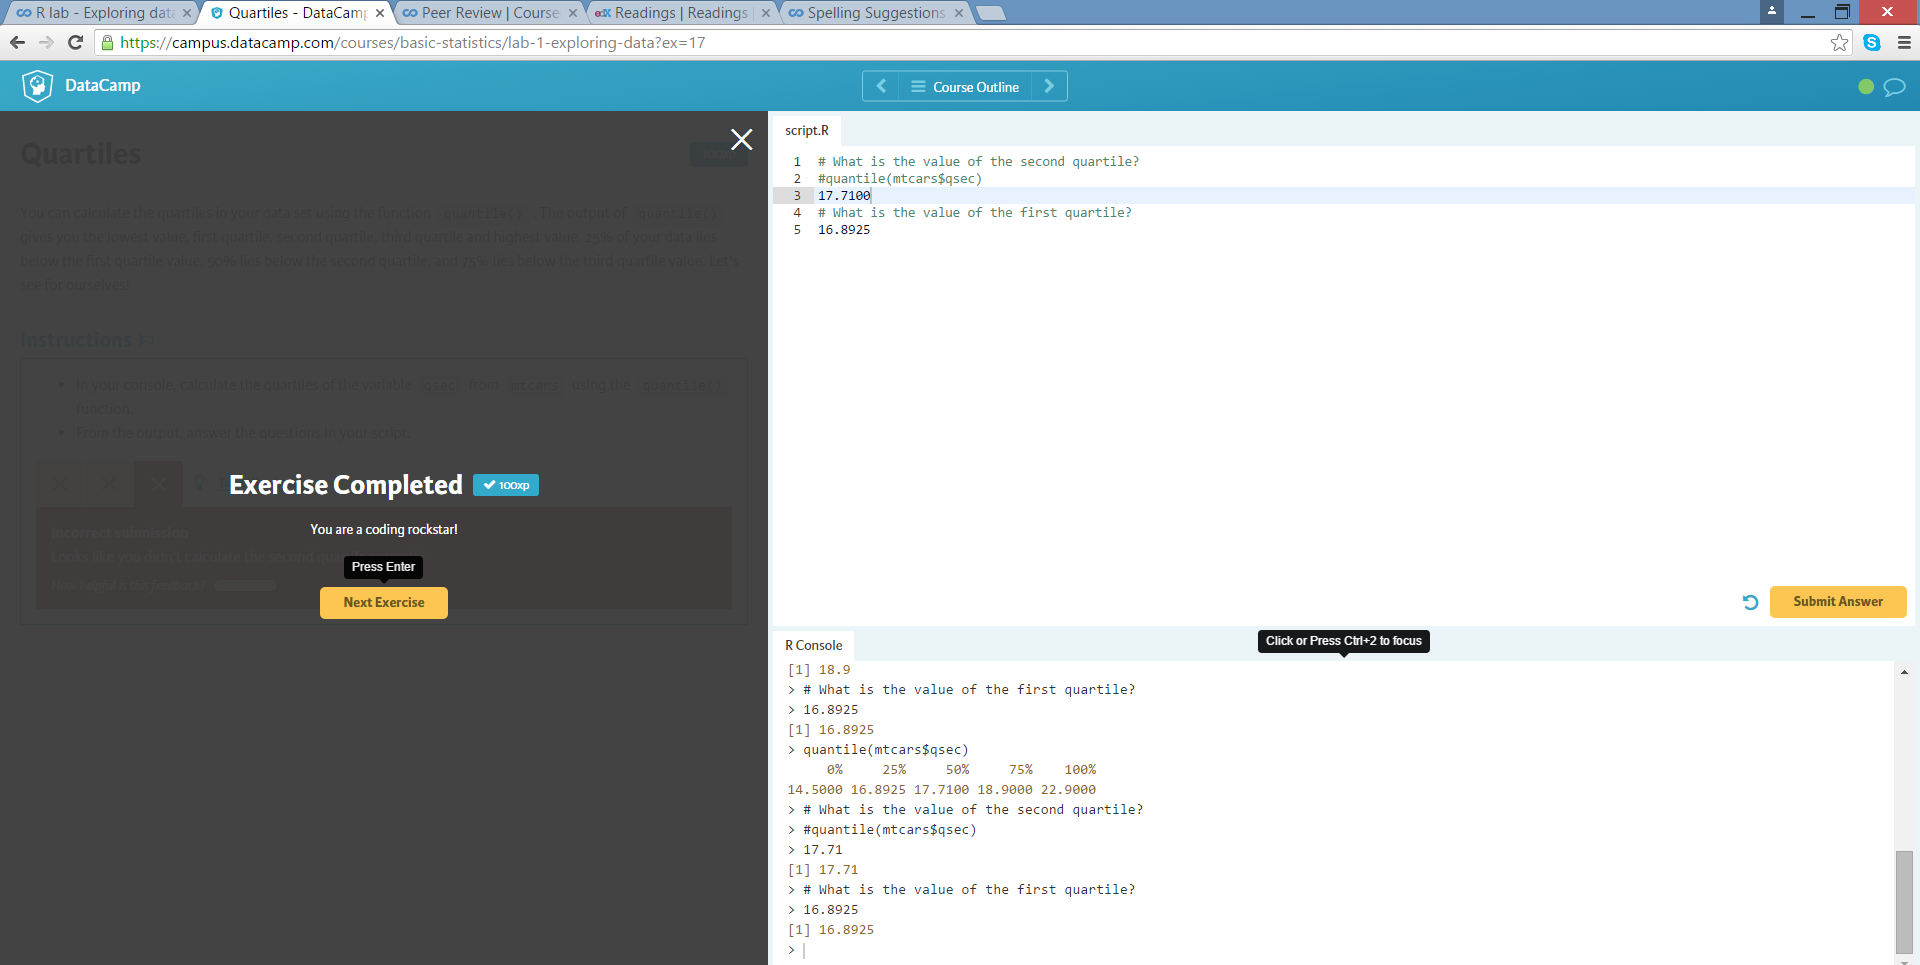 R lab - Exploring data
Quartiles - DataCamp
Peer Review | Course
edX Readings | Readings
Spelling Suggestions
https://campus.datacamp.com/courses/basic-statistics/lab-1-exploring-data?ex=17
DataCamp
Course Outline
Quartiles
You can calculate the quartiles in your data set using the function quantile() . The output of quantile()
gives you the lowest value, first quartile, second quartile, third quartile and highest value. 25% of your data lies
below the first quartile value, 50% lies below the second quartile, and 75% lies below the third quartile value. Let's
see for ourselves!
Instructions
In your console, calculate the quartiles of the variable qsec from mtcars using the quantile()
function.
From the output, answer the questions in your script.
Exercise Completed
100xp
Incorrect submission
You are a coding rockstar!
Looks like you didn't calculate the second
Press Enter
How helpful is this feedback?
Next Exercise
script.R
1 # What is the value of the second quartile?
2 #quantile(mtcars$qsec)
3 17.7100
4 # What is the value of the first quartile?
5 16.8925
Submit Answer
Click or Press Ctrl+2 to focus
R Console
[1] 18.9
> # What is the value of the first quartile?
> 16.8925
[1] 16.8925
> quantile(mtcars$qsec)
0% 25% 50% 75% 100%
14.5000 16.8925 17.7100 18.9000 22.9000
> # What is the value of the second quartile?
> #quantile(mtcars$qsec)
> 17.71
[1] 17.71
> # What is the value of the first quartile?
> 16.8925
[1] 16.8925
>